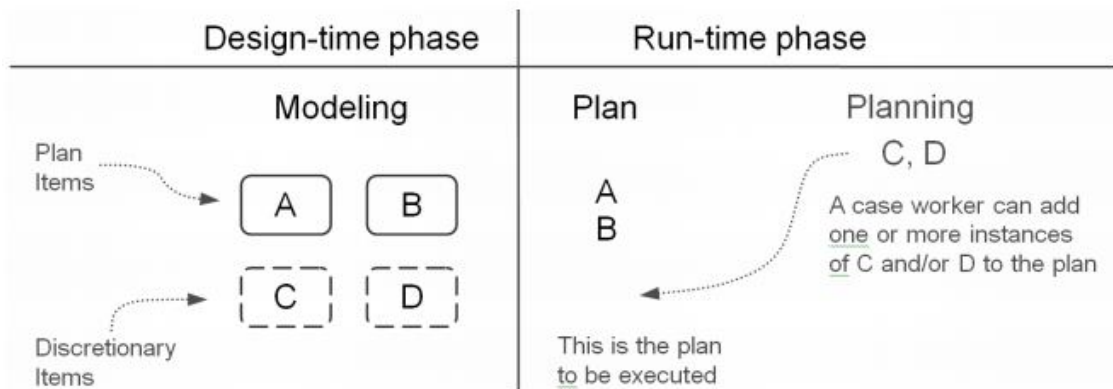 Design-time phase
Run-time phase
Modeling
Plan
Planning
Plan
Items
A
B
C
D
Discretionary
Items
A
B
C, D
A case worker can add
one or more instances
of C and/or D to the plan
This is the plan
to be executed